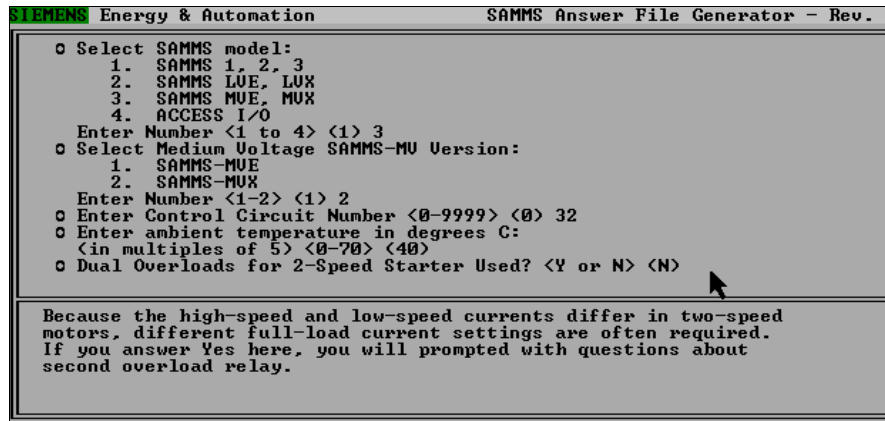 SIEMENS Energy & Automation SAMMS Answer File Generator - Rev.
o Select SAMMS model:
1. SAMMS 1, 2, 3
2. SAMMS LVE, LVX
3. SAMMS MVE, MVX
4. ACCESS I/O
Enter Number <1 to 4> (1) 3
o Select Medium Voltage SAMMS-MV Version:
1. SAMMS-MVE
2. SAMMS-MVX
Enter Number <1-2> (1) 2
o Enter Control Circuit Number <0-9999> (0) 32
o Enter ambient temperature in degrees C:
(in multiples of 5) <0-70> (40)
o Dual Overloads for 2-Speed Starter Used? <Y or N> (N)
Because the high-speed and low-speed currents differ in two-speed
motors, different full-load current settings are often required.
If you answer Yes here, you will prompted with questions about
second overload relay.